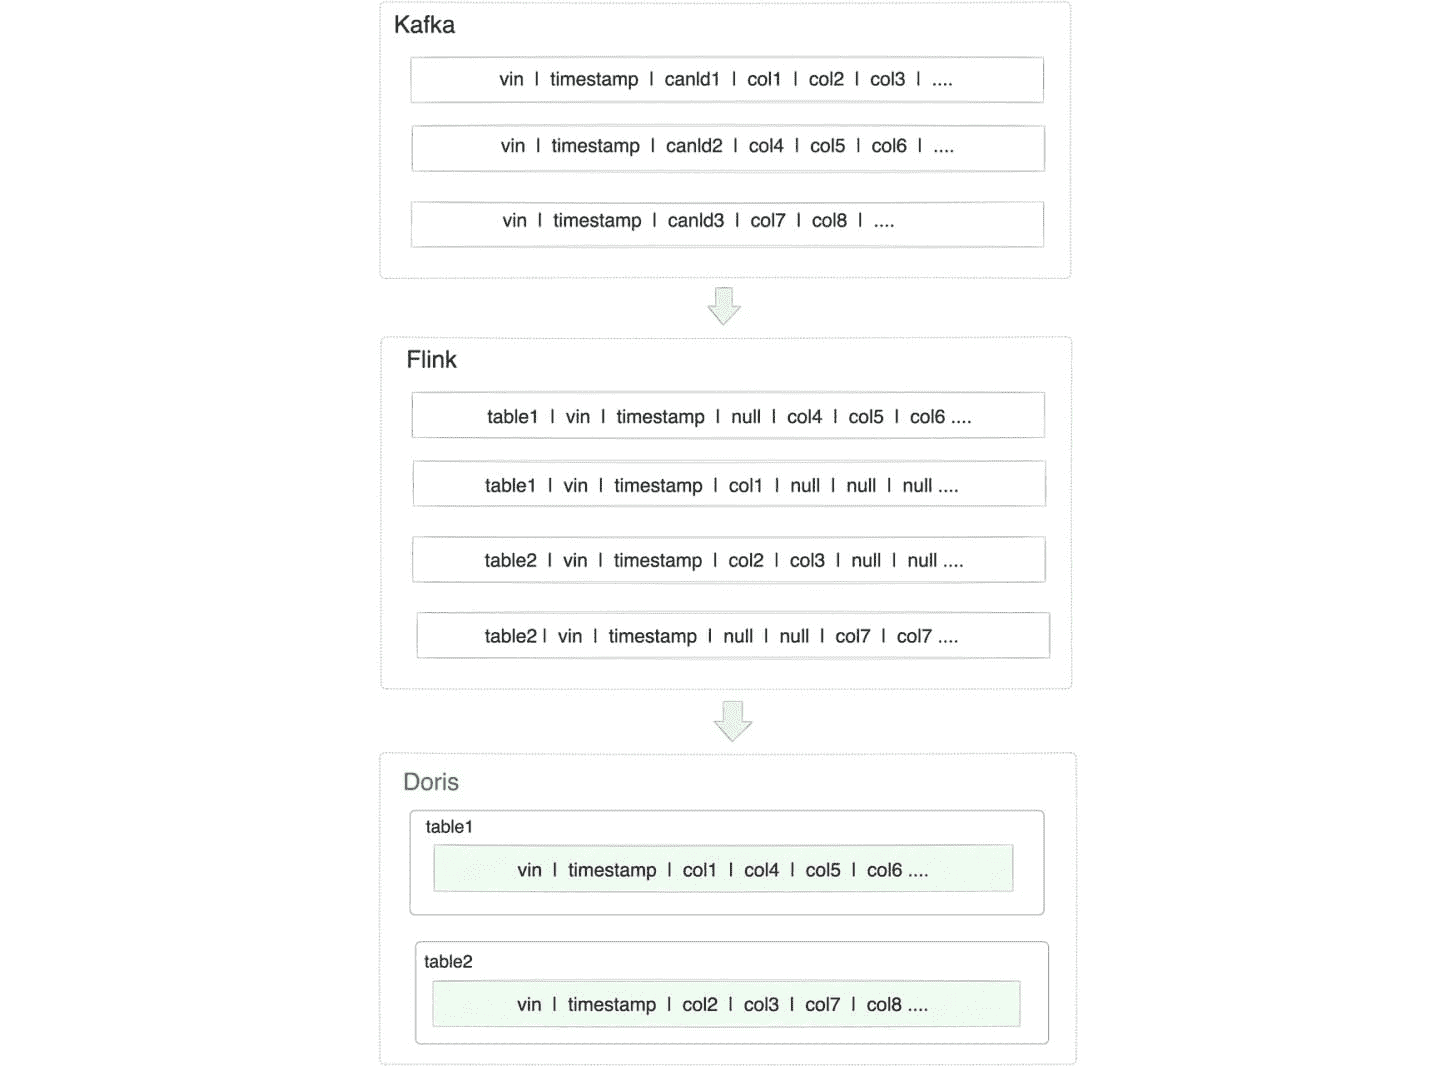 Kafka
vin | timestamp | canId1 | col1 | col2 | col3 | ....
vin | timestamp | canId2 | col4 | col5 | col6 | ....
vin | timestamp | canId3 | col7 | col8 | ....
Flink
table1 | vin | timestamp | null | col4 | col5 | col6 ....
table1 | vin | timestamp | col1 | null | null | null ....
table2 | vin | timestamp | col2 | col3 | null | null ....
table2 | vin | timestamp | null | null | col7 | col7 ....
Doris
table1
vin | timestamp | col1 | col4 | col5 | col6 ....
table2
vin | timestamp | col2 | col3 | col7 | col8 ....